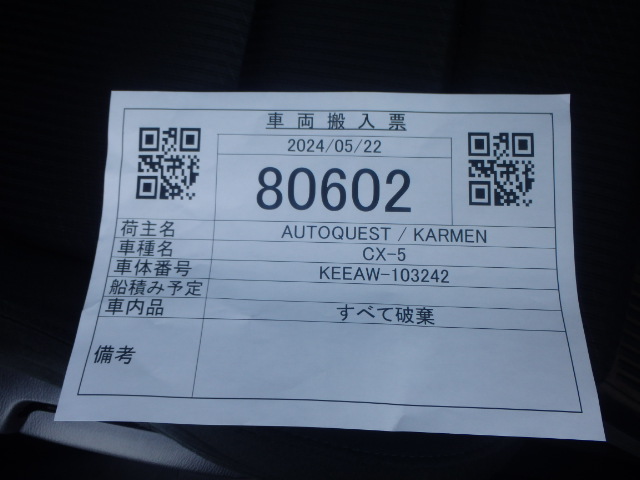 車両搬入票
2024/05/22
80602
荷主名 AUTOQUEST / KARMEN
車種名 CX-5
車体番号 KEEAW-103242
船積み予定
車内品 すべて破棄
備考